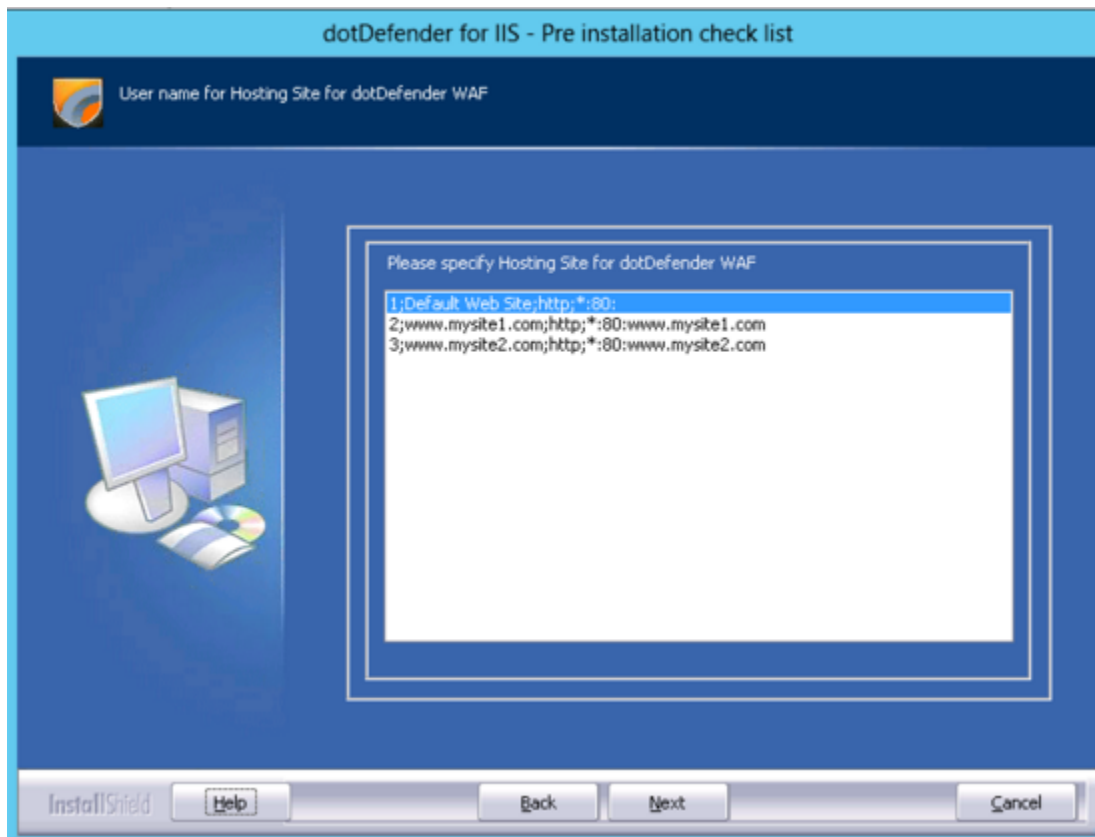 dotDefender for IIS - Pre installation check list
User name for Hosting Site for dotDefender WAF
Please specify Hosting Site for dotDefender WAF
1;Default Web Site;http;*:80:
2;www.mysite1.com;http;*:80:www.mysite1.com
3;www.mysite2.com;http;*:80:www.mysite2.com
InstallShield
Help
Back
Next
Cancel